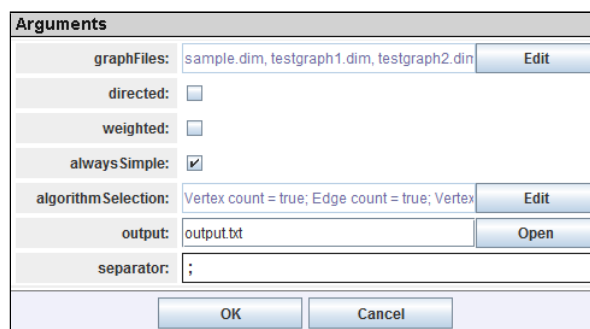 Arguments
graphFiles: sample.dim, testgraph1.dim, testgraph2.dim Edit
directed:
weighted:
alwaysSimple:
algorithmSelection: Vertex count = true; Edge count = true; Vertex Edit
output: output.txt Open
separator: ;
OK Cancel